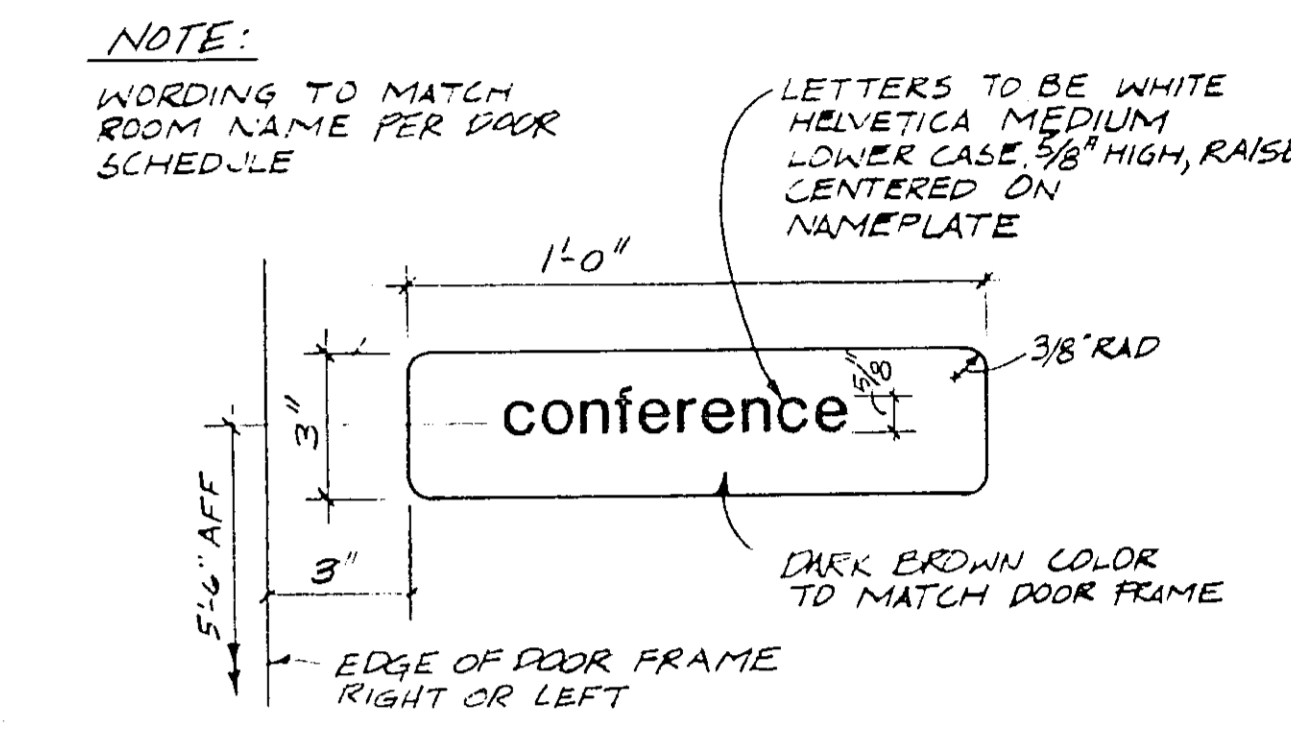 NOTE:
WORDING TO MATCH
ROOM NAME PER DOOR
SCHEDULE
LETTERS TO BE WHITE
HELVETICA MEDIUM
LOWER CASE, 5/8" HIGH, RAISE
CENTERED ON
NAMEPLATE
1'-0"
3/8" RAD
5/8"
conference
3"
5'-6" AFF
3"
DARK BROWN COLOR
TO MATCH DOOR FRAME
EDGE OF DOOR FRAME
RIGHT OR LEFT